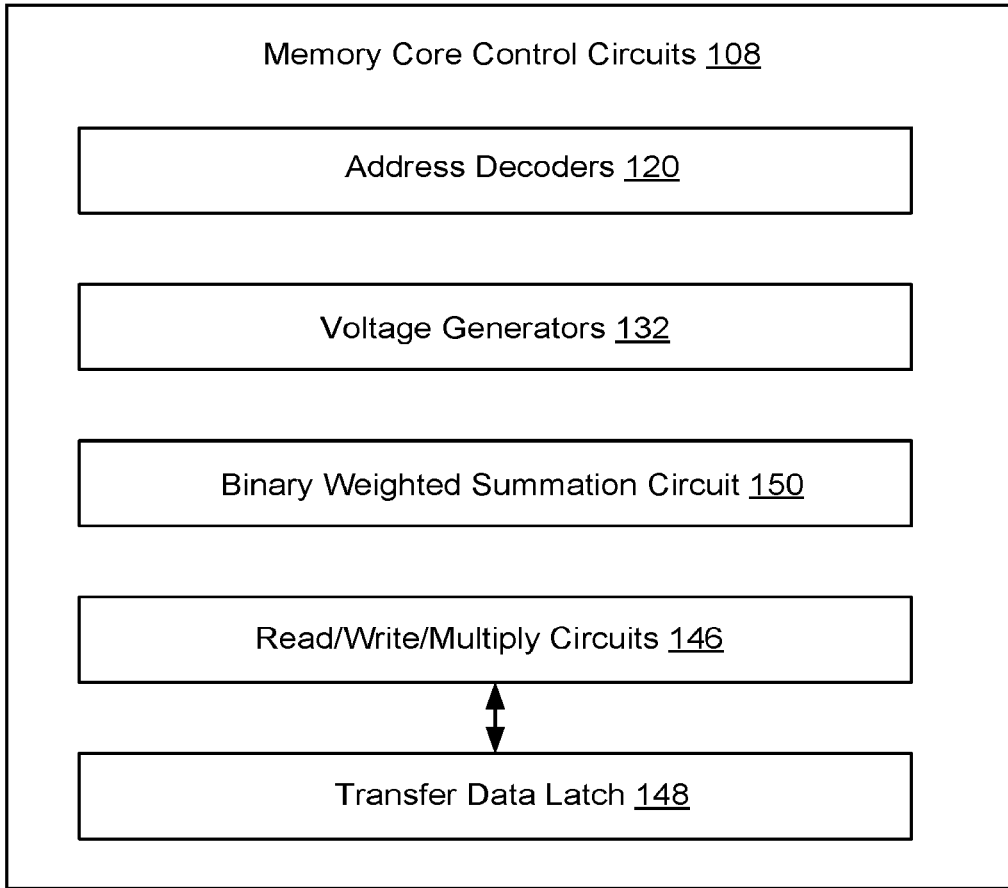 Memory Core Control Circuits 108
Address Decoders 120
Voltage Generators 132
Binary Weighted Summation Circuit 150
Read/Write/Multiply Circuits 146
Transfer Data Latch 148